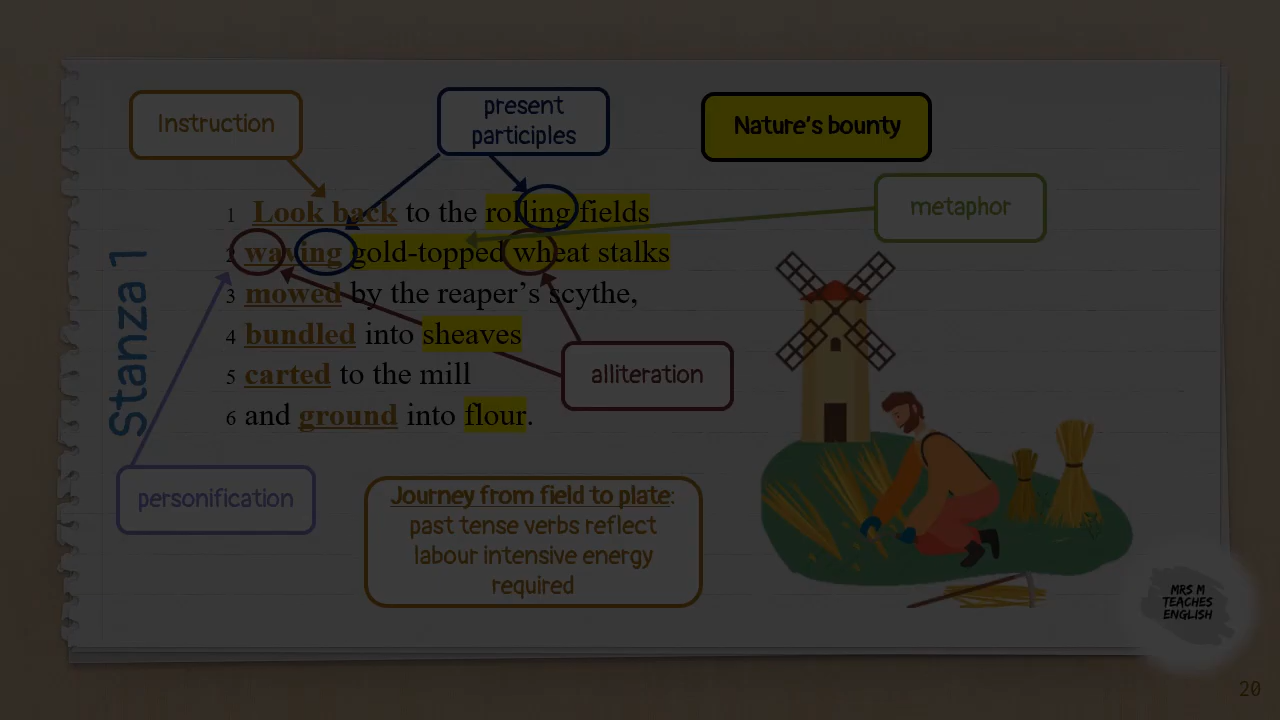 Instruction
present
participles
Nature's bounty
metaphor
Stanza 1
1 Look back to the rolling fields
2 waving gold-topped wheat stalks
3 mowed by the reaper's scythe,
4 bundled into sheaves
5 carted to the mill
6 and ground into flour.
alliteration
personification
Journey from field to plate:
past tense verbs reflect
labour intensive energy
required
MRS M
TEACHES
ENGLISH
20